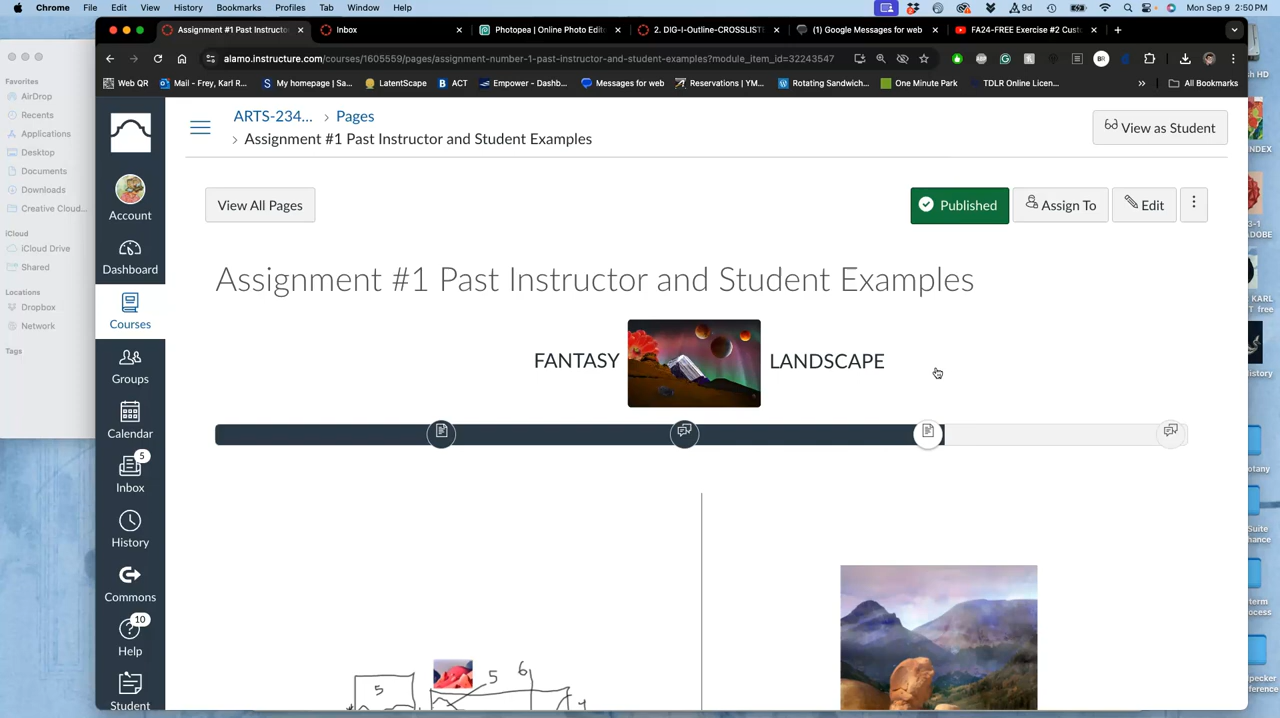 Chrome File Edit View History Bookmarks Profiles Tab Window Help
9d Mon Sep 9 2:50 PM
Assignment #1 Past Instructo
Inbox
Photopea | Online Photo Edit
2. DIG-I-Outline-CROSSLIST
(1) Google Messages for web
FA24-FREE Exercise #2 Cust
alamo.instructure.com/courses/1605559/pages/assignment-number-1-past-instructor-and-student-examples?module_item_id=32243547
Web QR
Mail - Frey, Karl R...
My homepage | Sa...
LatentScape
Empower - Dashb...
ACT
Messages for web
Reservations | YM...
Rotating Sandwich...
One Minute Park
TDLR Online Licen...
» All Bookmarks
Favorites
AirDrop
Recents
Applications
Desktop
Documents
Downloads
Creative Cloud...
iCloud
iCloud Drive
Shared
Locations
Dropbox
Network
Tags
Account
Dashboard
Courses
Groups
Calendar
5
Inbox
History
Commons
10
Help
Student
ARTS-234... › Pages
› Assignment #1 Past Instructor and Student Examples
View as Student
View All Pages
Published
Assign To
Edit
Assignment #1 Past Instructor and Student Examples
FANTASY LANDSCAPE
5 6
5
4